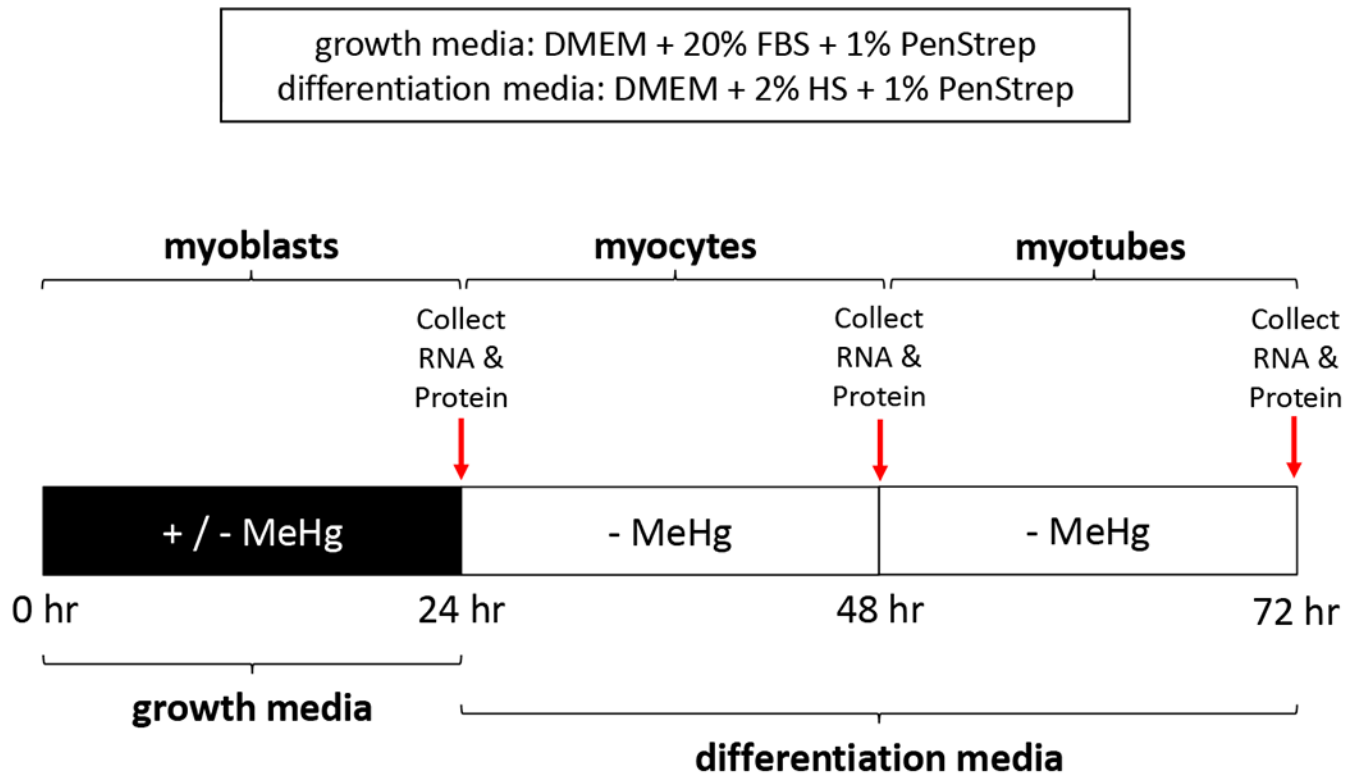 growth media: DMEM + 20% FBS + 1% PenStrep
differentiation media: DMEM + 2% HS + 1% PenStrep
myoblasts
myocytes
myotubes
Collect
RNA &
Protein
Collect
RNA &
Protein
Collect
RNA &
Protein
+ / - MeHg
- MeHg
- MeHg
0 hr
24 hr
48 hr
72 hr
growth media
differentiation media